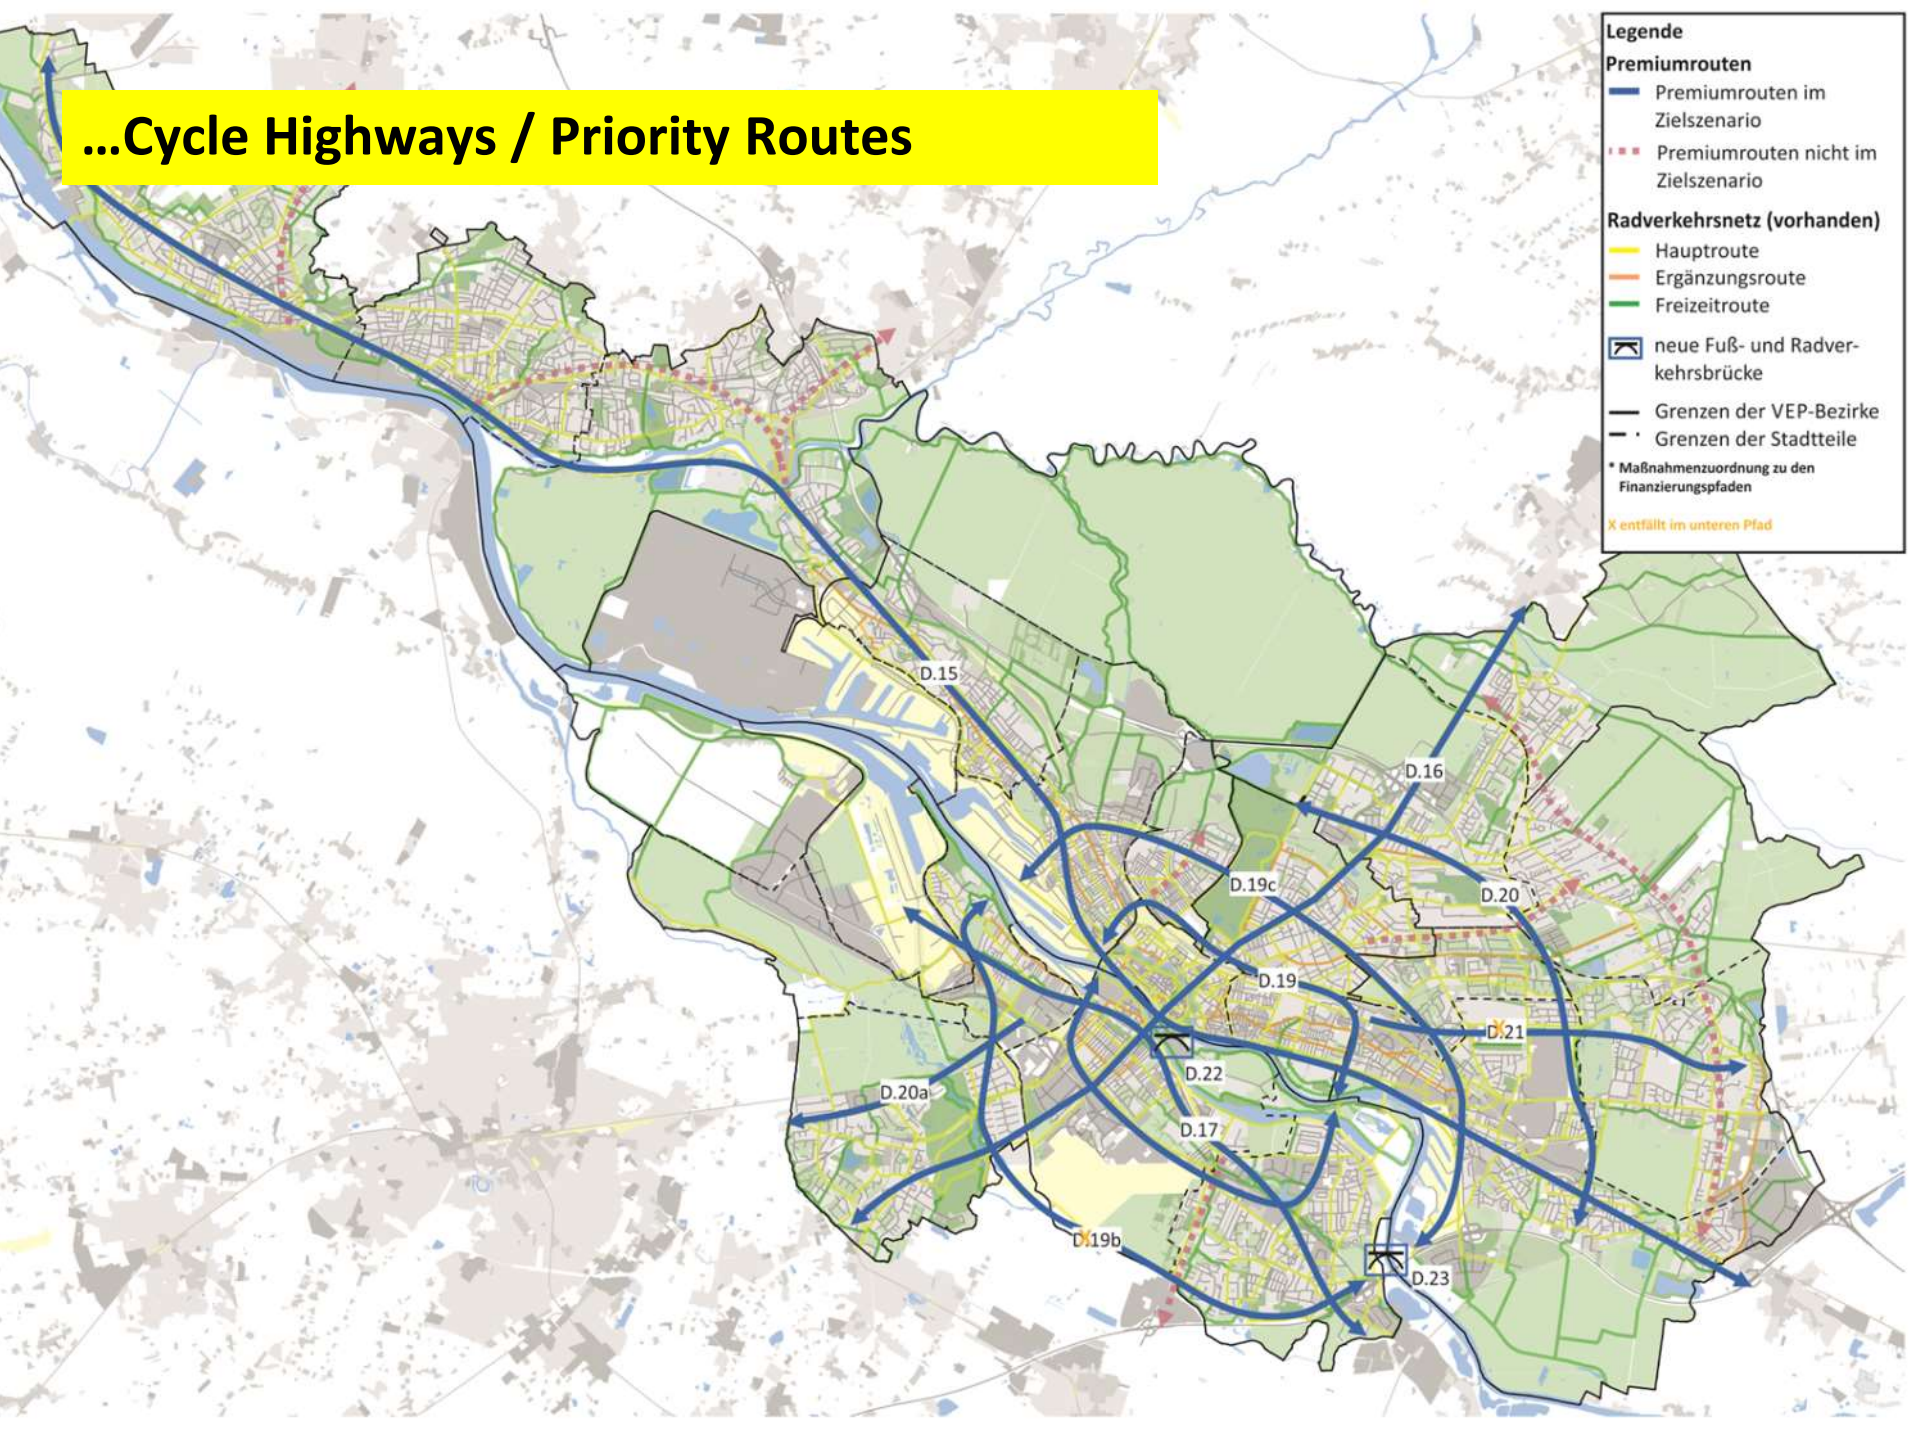 ...Cycle Highways / Priority Routes
Legende
Premiumrouten
Premiumrouten im
Zielszenario
Premiumrouten nicht im
Zielszenario
Radverkehrsnetz (vorhanden)
Hauptroute
Ergänzungsroute
Freizeitroute
neue Fuß- und Radver-
kehrsbrücke
Grenzen der VEP-Bezirke
Grenzen der Stadtteile
* Maßnahmenzuordnung zu den
Finanzierungspfaden
X entfällt im unteren Pfad
D.15
D.16
D.19c
D.20
D.19
X
D.21
D.22
D.20a
D.17
X
D.19b
D.23